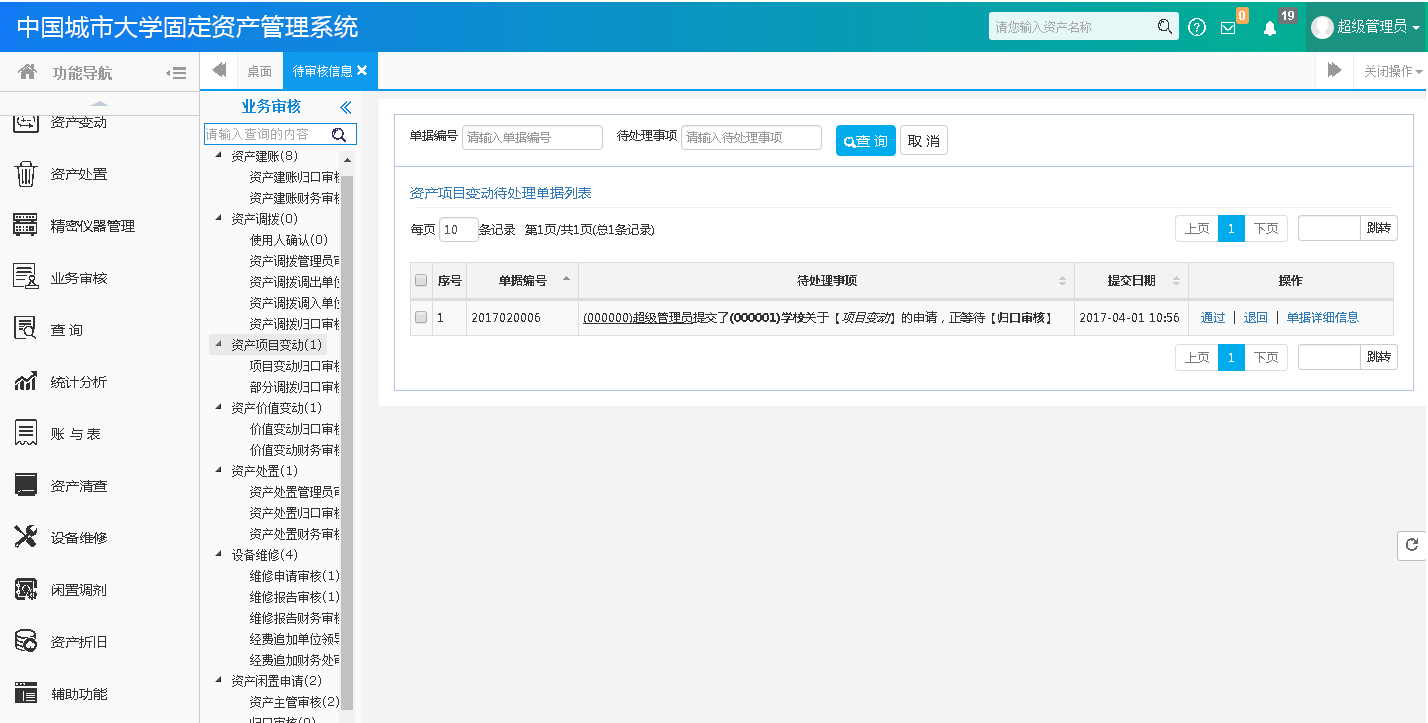 中国城市大学固定资产管理系统
请您输入资产名称
0
19
超级管理员
功能导航
桌面
待审核信息
关闭操作
资产变动
资产处置
精密仪器管理
业务审核
查 询
统计分析
账 与 表
资产清查
设备维修
闲置调剂
资产折旧
辅助功能
业务审核
请输入查询的内容
资产建账(8)
资产建账归口审核
资产建账财务审核
资产调拨(0)
使用人确认(0)
资产调拨管理员
资产调拨调出单位
资产调拨调入单位
资产调拨归口审核
资产项目变动(1)
项目变动归口审核
部分调拨归口审核
资产价值变动(1)
价值变动归口审核
价值变动财务审核
资产处置(1)
资产处置管理员
资产处置归口审核
资产处置财务审核
设备维修(4)
维修申请审核(1)
维修报告审核(1)
维修报告财务审核
经费追加单位领导
经费追加财务处
资产闲置申请(2)
资产主管审核(2)
归口审核(0)
单据编号 请输入单据编号 待处理事项 请输入待处理事项 查 询 取 消
资产项目变动待处理单据列表
每页 10 条记录 第1页/共1页(总1条记录)
上页 1 下页 跳转
序号 单据编号 待处理事项 提交日期 操作
1 2017020006 (000000)超级管理员提交了(000001)学校关于【项目变动】的申请，正等待【归口审核】 2017-04-01 10:56 通过 | 退回 | 单据详细信息
上页 1 下页 跳转